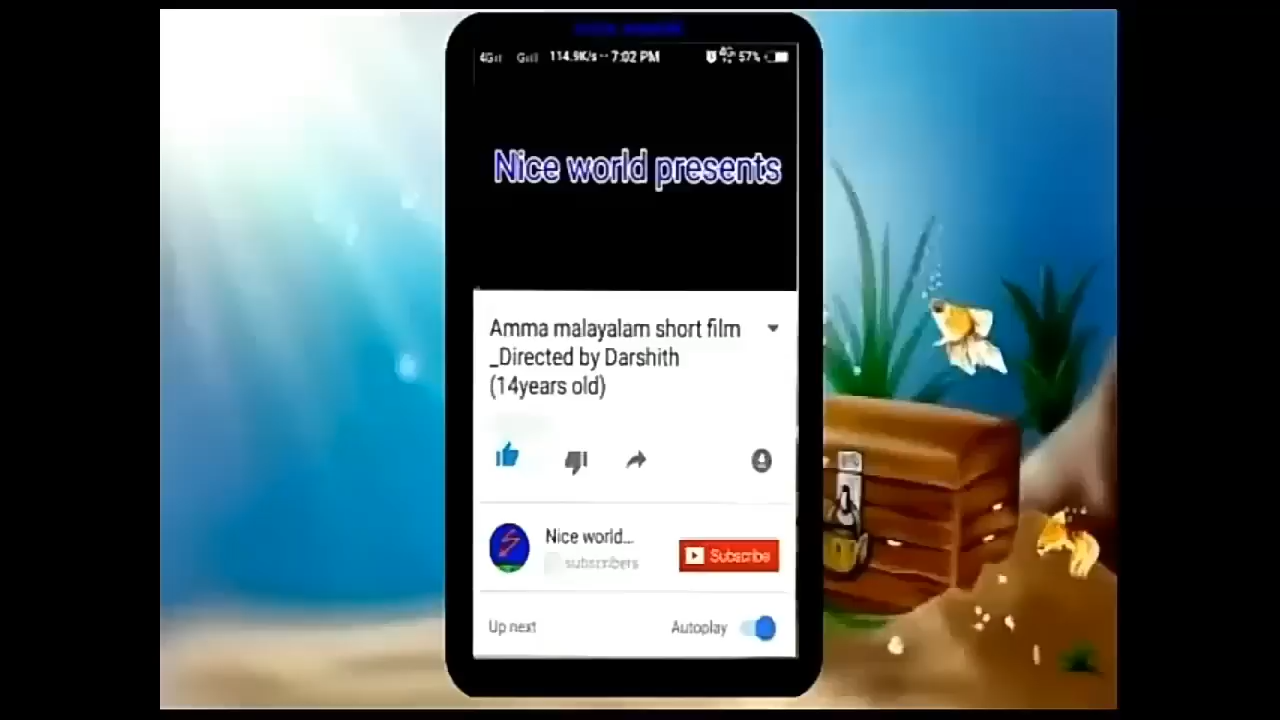 114.9K/s 7:02 PM 4G 57%
Nice world presents
Amma malayalam short film
_Directed by Darshith
(14years old)
Nice world...
subscribers
Subscribe
Up next
Autoplay